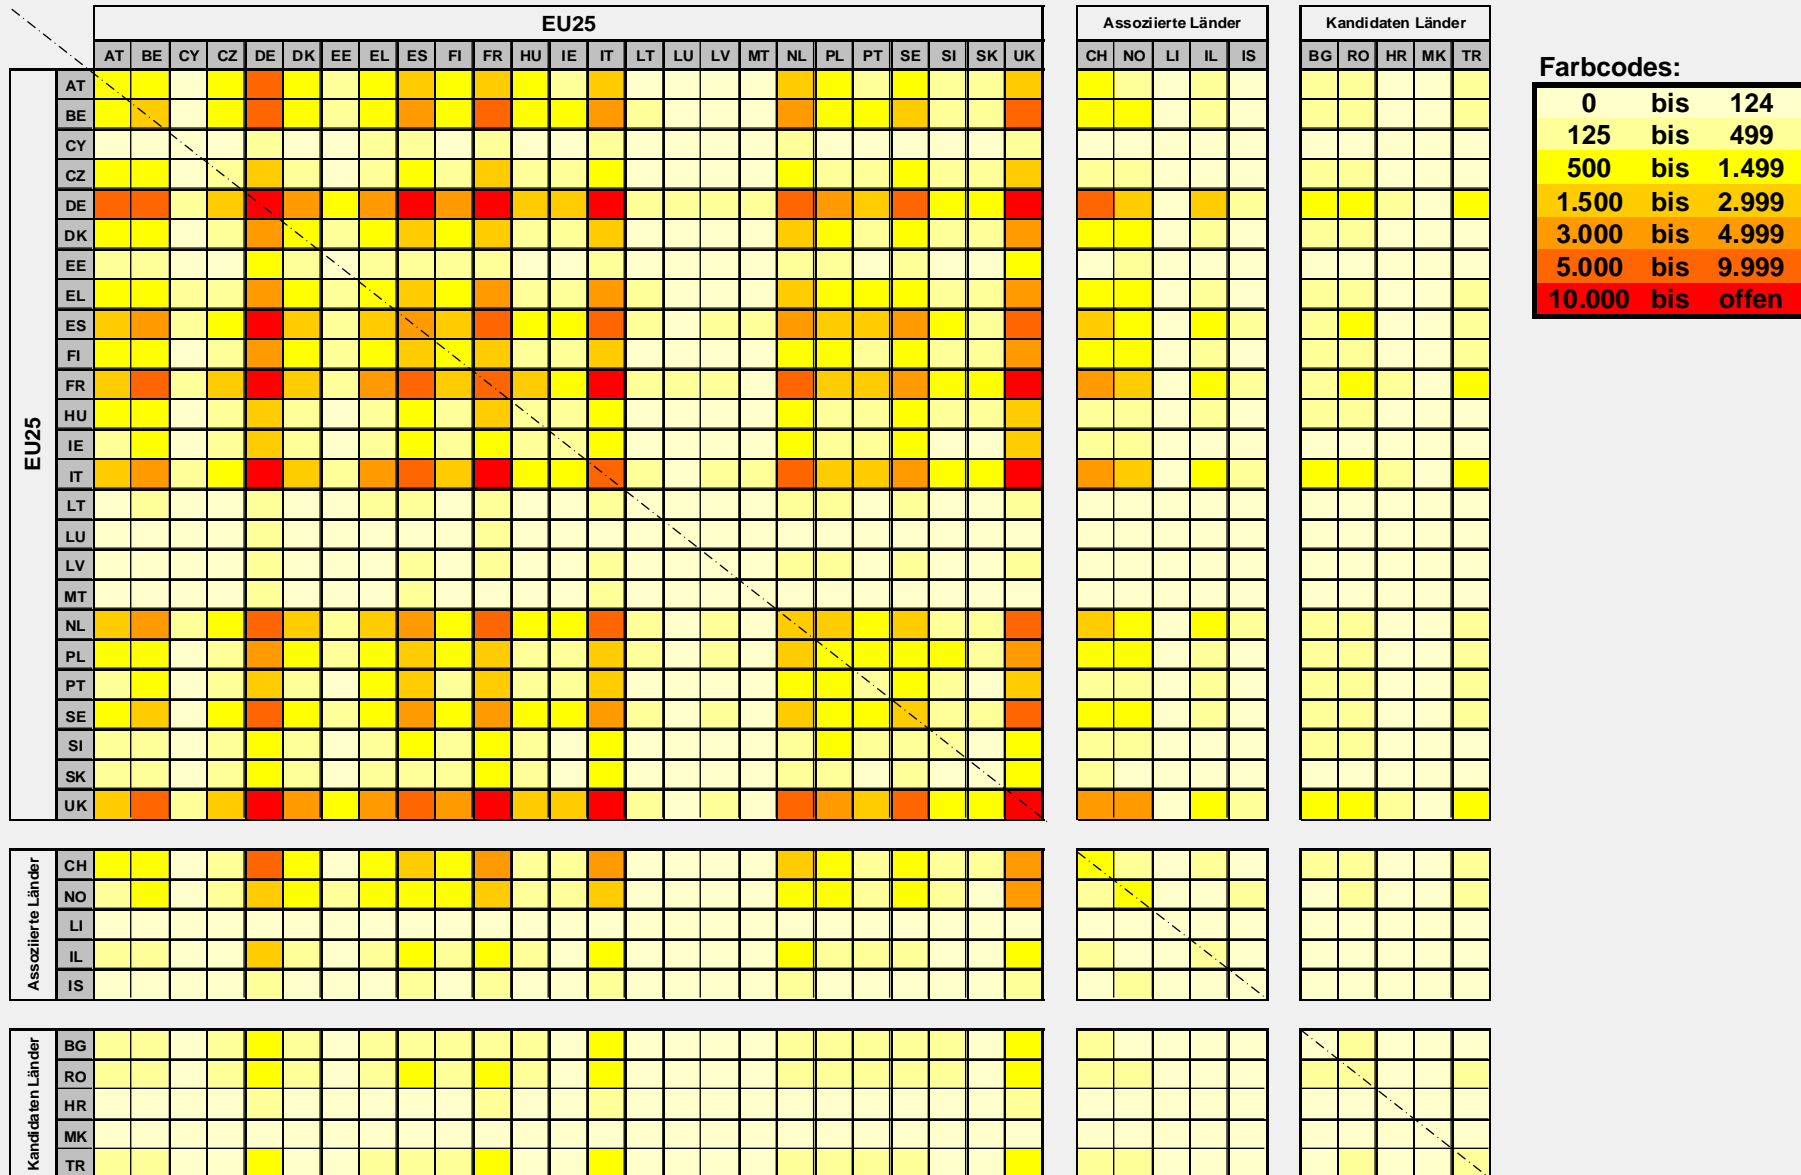 EU25
Assoziierte Länder
Kandidaten Länder
AT BE CY CZ DE DK EE EL ES FI FR HU IE IT LT LU LV MT NL PL PT SE SI SK UK
CH NO LI IL IS
BG RO HR MK TR
Farbcodes:
0 bis 124
125 bis 499
500 bis 1.499
1.500 bis 2.999
3.000 bis 4.999
5.000 bis 9.999
10.000 bis offen
EU25
AT
BE
CY
CZ
DE
DK
EE
EL
ES
FI
FR
HU
IE
IT
LT
LU
LV
MT
NL
PL
PT
SE
SI
SK
UK
Assoziierte Länder
CH
NO
LI
IL
IS
Kandidaten Länder
BG
RO
HR
MK
TR